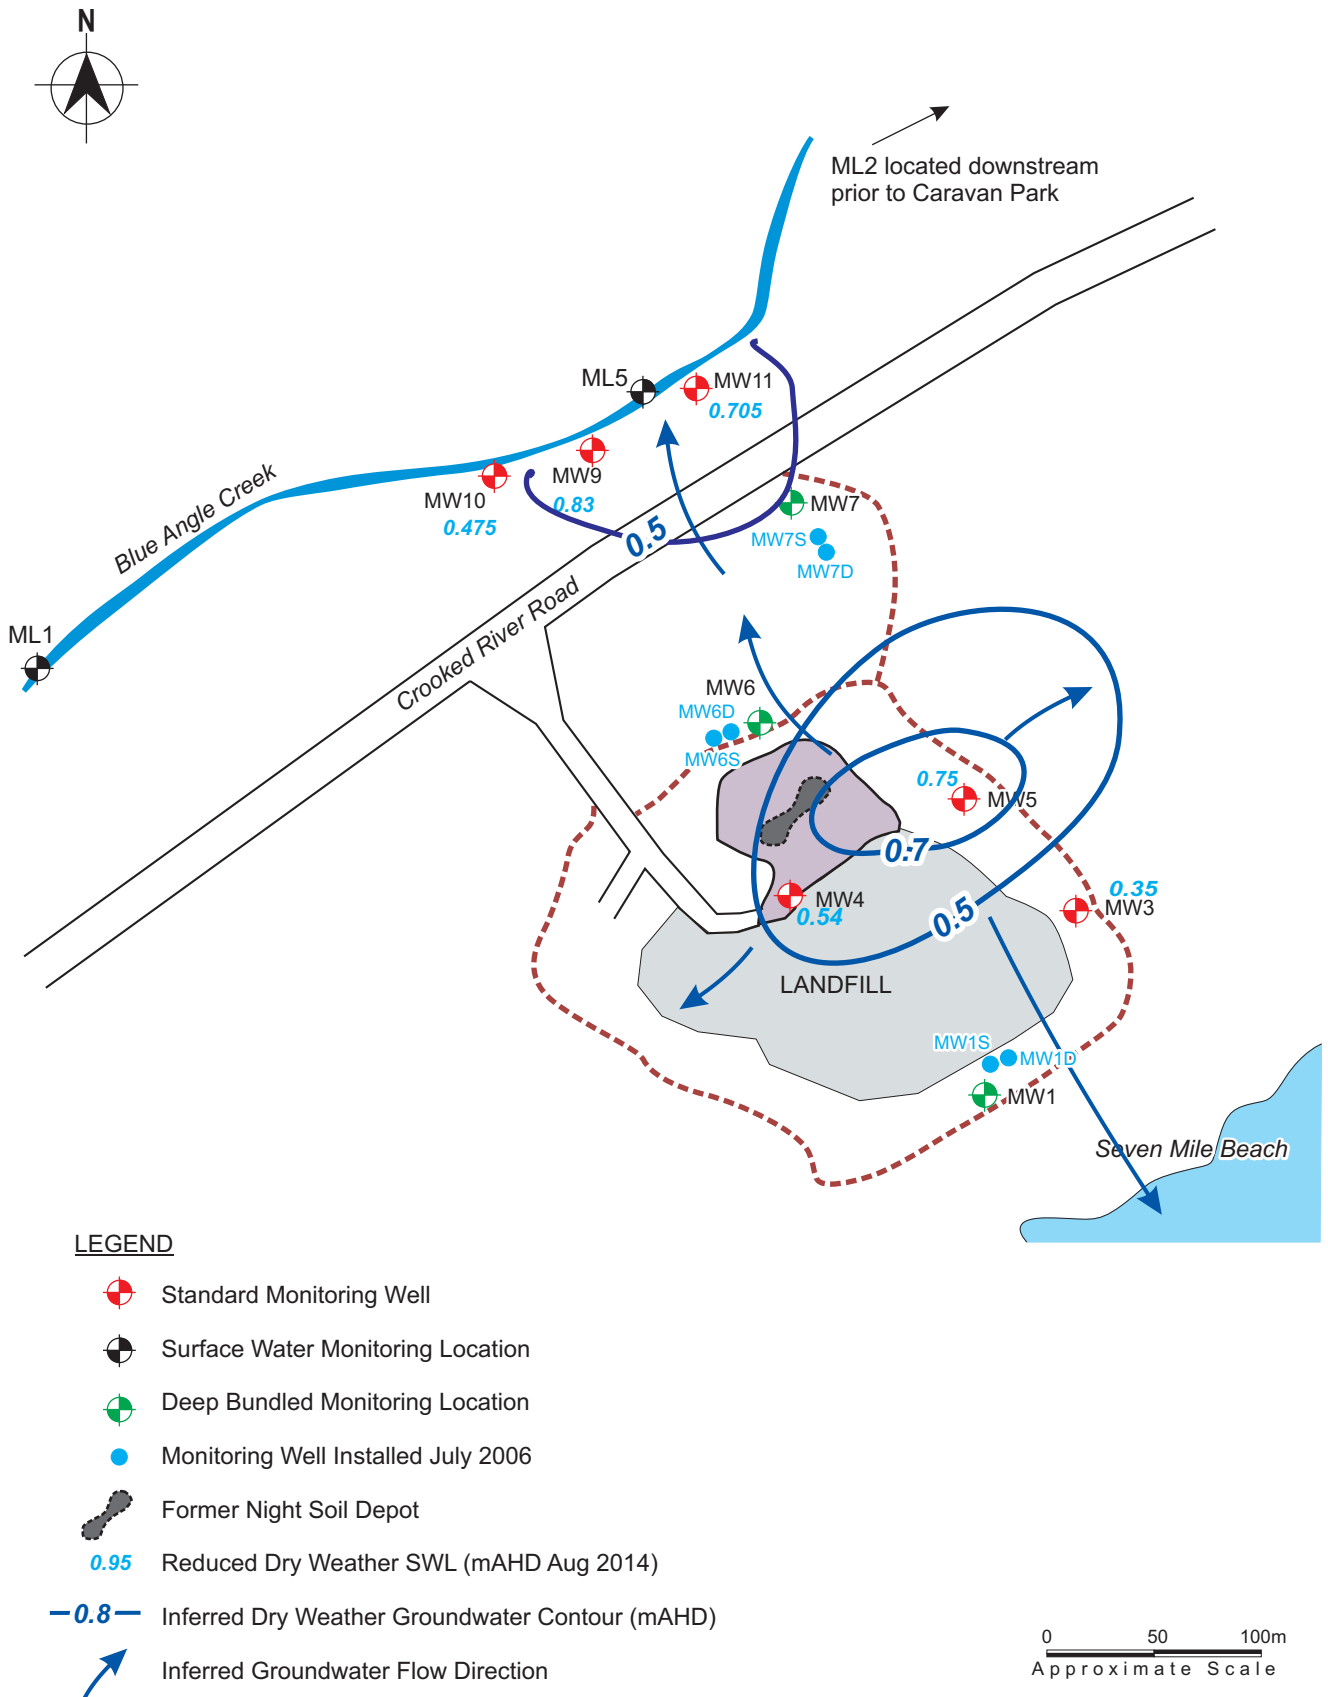 N
ML2 located downstream
prior to Caravan Park
ML5
MW11
0.705
MW9
0.83
MW10
0.475
Blue Angle Creek
0.5
MW7
MW7S
MW7D
ML1
Crooked River Road
MW6
MW6D
MW6S
0.75
MW5
0.7
MW4
0.54
0.35
MW3
0.5
LANDFILL
MW1S
MW1D
MW1
Seven Mile Beach
LEGEND
Standard Monitoring Well
Surface Water Monitoring Location
Deep Bundled Monitoring Location
Monitoring Well Installed July 2006
Former Night Soil Depot
0.95 Reduced Dry Weather SWL (mAHD Aug 2014)
0.8 Inferred Dry Weather Groundwater Contour (mAHD)
Inferred Groundwater Flow Direction
0 50 100m
Approximate Scale